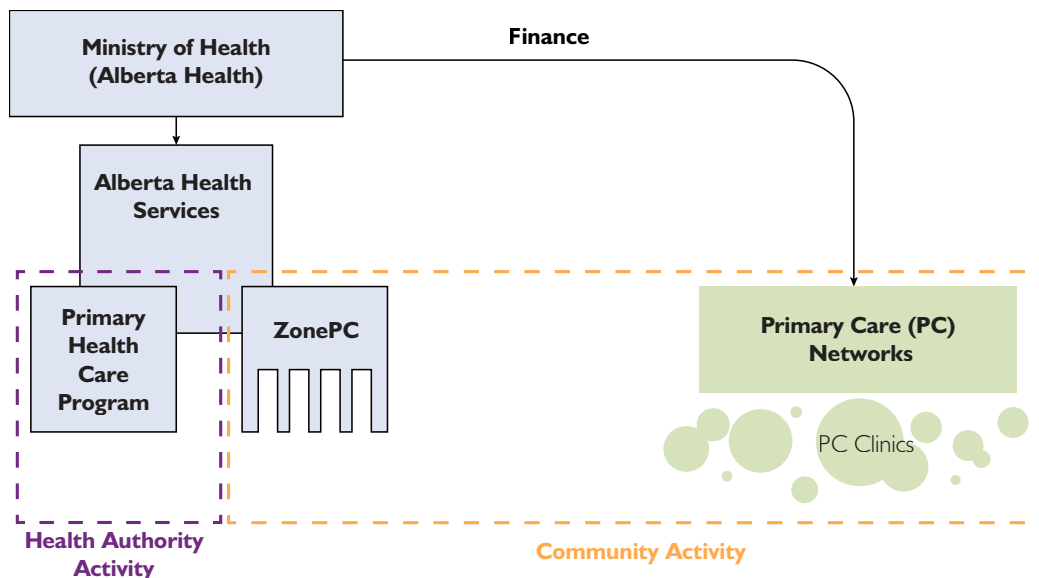 Ministry of Health
(Alberta Health)
Finance
Alberta Health
Services
Primary
Health
Care
Program
ZonePC
Primary Care (PC)
Networks
PC Clinics
Health Authority
Activity
Community Activity